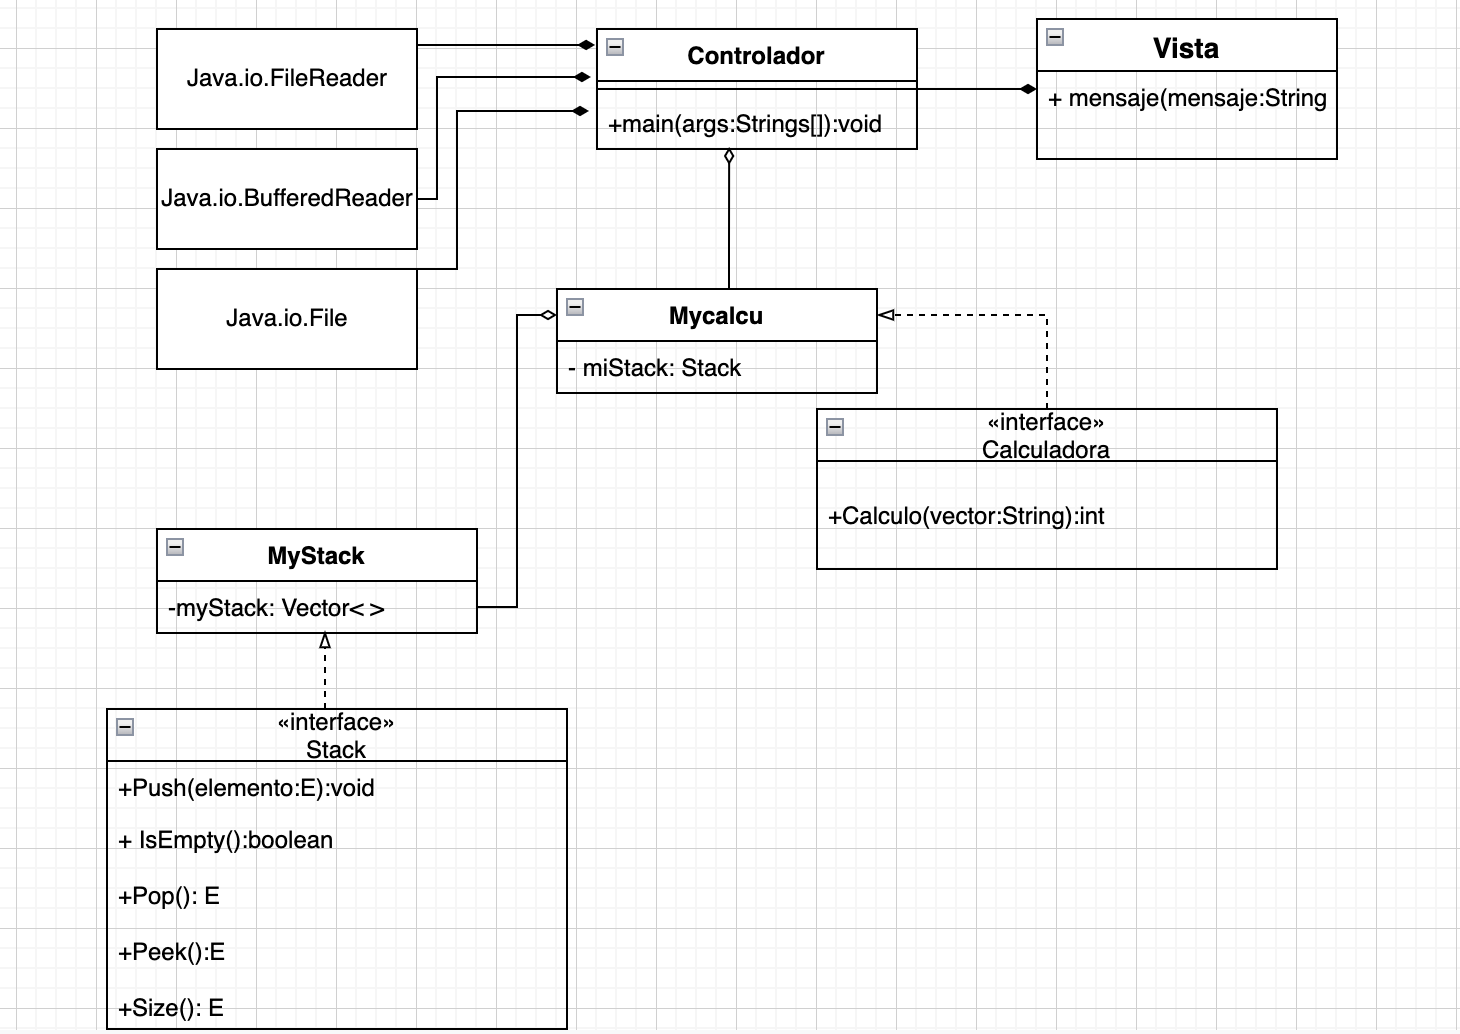 Java.io.FileReader
Controlador
+main(args:Strings[]):void
Vista
+ mensaje(mensaje:String
Java.io.BufferedReader
Java.io.File
Mycalcu
- miStack: Stack
«interface»
Calculadora
+Calculo(vector:String):int
MyStack
-myStack: Vector< >
«interface»
Stack
+Push(elemento:E):void
+ IsEmpty():boolean
+Pop(): E
+Peek():E
+Size(): E